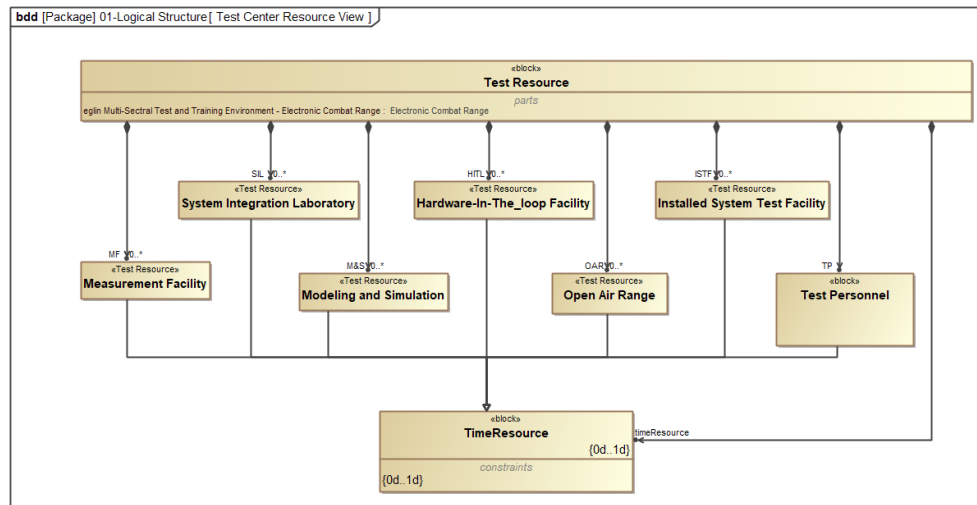 bdd [Package] 01-Logical Structure [ Test Center Resource View ]
«block»
Test Resource
parts
eglin Multi-Sectral Test and Training Environment - Electronic Combat Range : Electronic Combat Range
SIL 0..*
HITL 0..*
ISTF 0..*
«Test Resource»
System Integration Laboratory
«Test Resource»
Hardware-In-The_loop Facility
«Test Resource»
Installed System Test Facility
MF 0..*
M&S 0..*
OAR 0..*
TP
«Test Resource»
Measurement Facility
«Test Resource»
Modeling and Simulation
«Test Resource»
Open Air Range
«block»
Test Personnel
«block»
TimeResource
{0d..1d}
constraints
{0d..1d}
timeResource